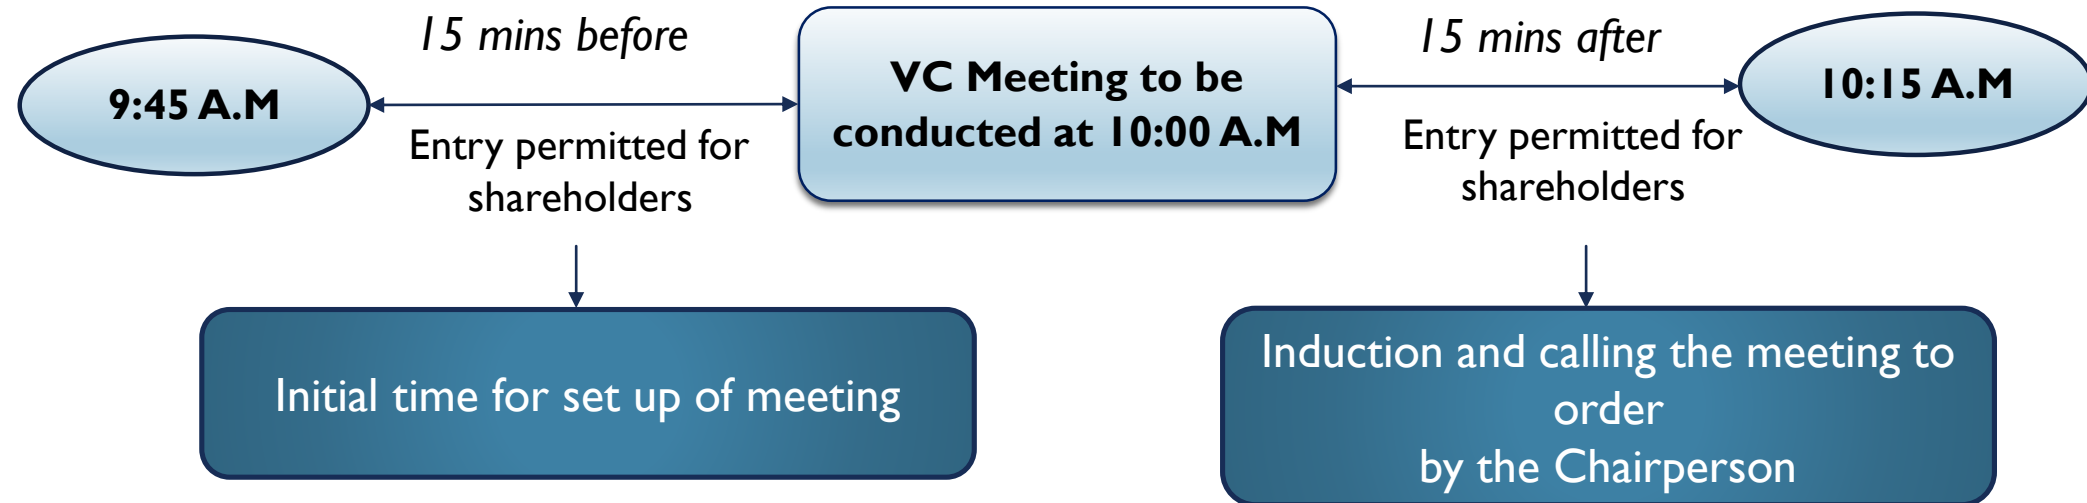 15 mins before
15 mins after
9:45 A.M
VC Meeting to be
conducted at 10:00 A.M
10:15 A.M
Entry permitted for
shareholders
Entry permitted for
shareholders
Initial time for set up of meeting
Induction and calling the meeting to
order
by the Chairperson